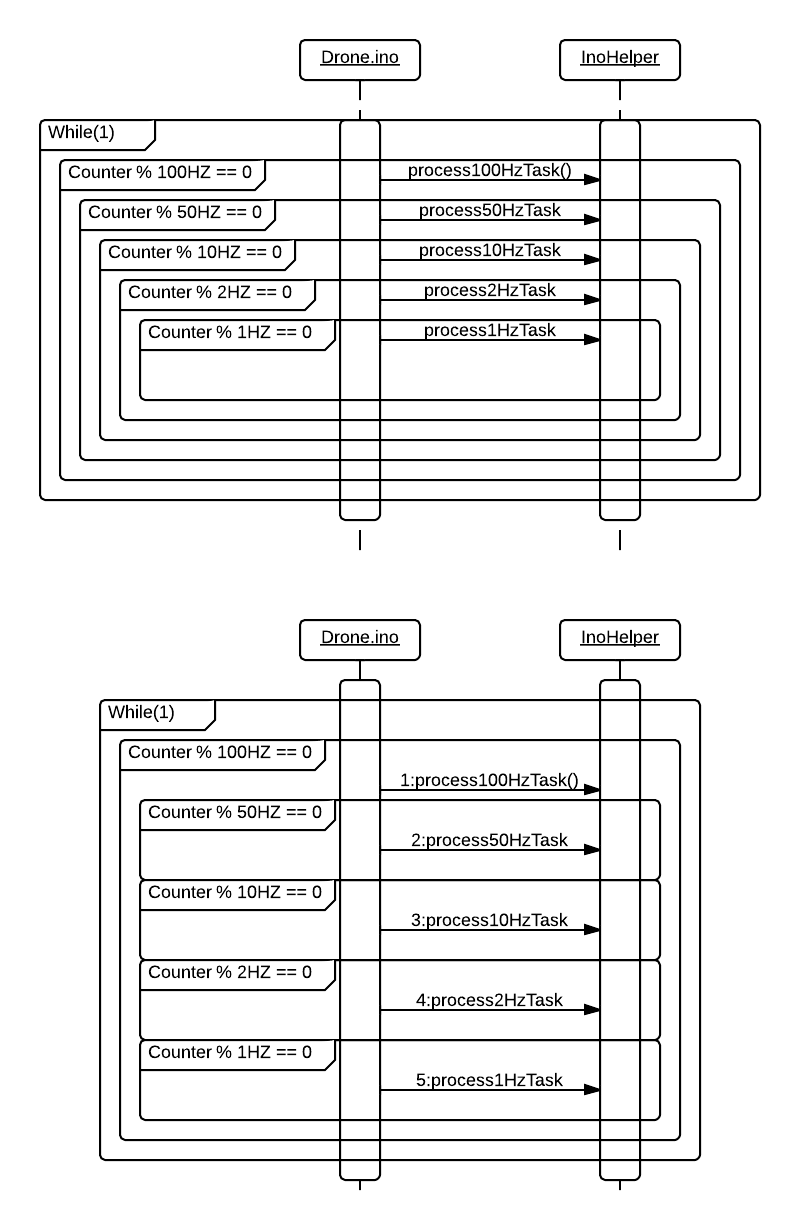 Drone.ino
InoHelper
While(1)
Counter % 100HZ == 0
process100HzTask()
Counter % 50HZ == 0
process50HzTask
Counter % 10HZ == 0
process10HzTask
Counter % 2HZ == 0
process2HzTask
Counter % 1HZ == 0
process1HzTask
Drone.ino
InoHelper
While(1)
Counter % 100HZ == 0
1:process100HzTask()
Counter % 50HZ == 0
2:process50HzTask
Counter % 10HZ == 0
3:process10HzTask
Counter % 2HZ == 0
4:process2HzTask
Counter % 1HZ == 0
5:process1HzTask